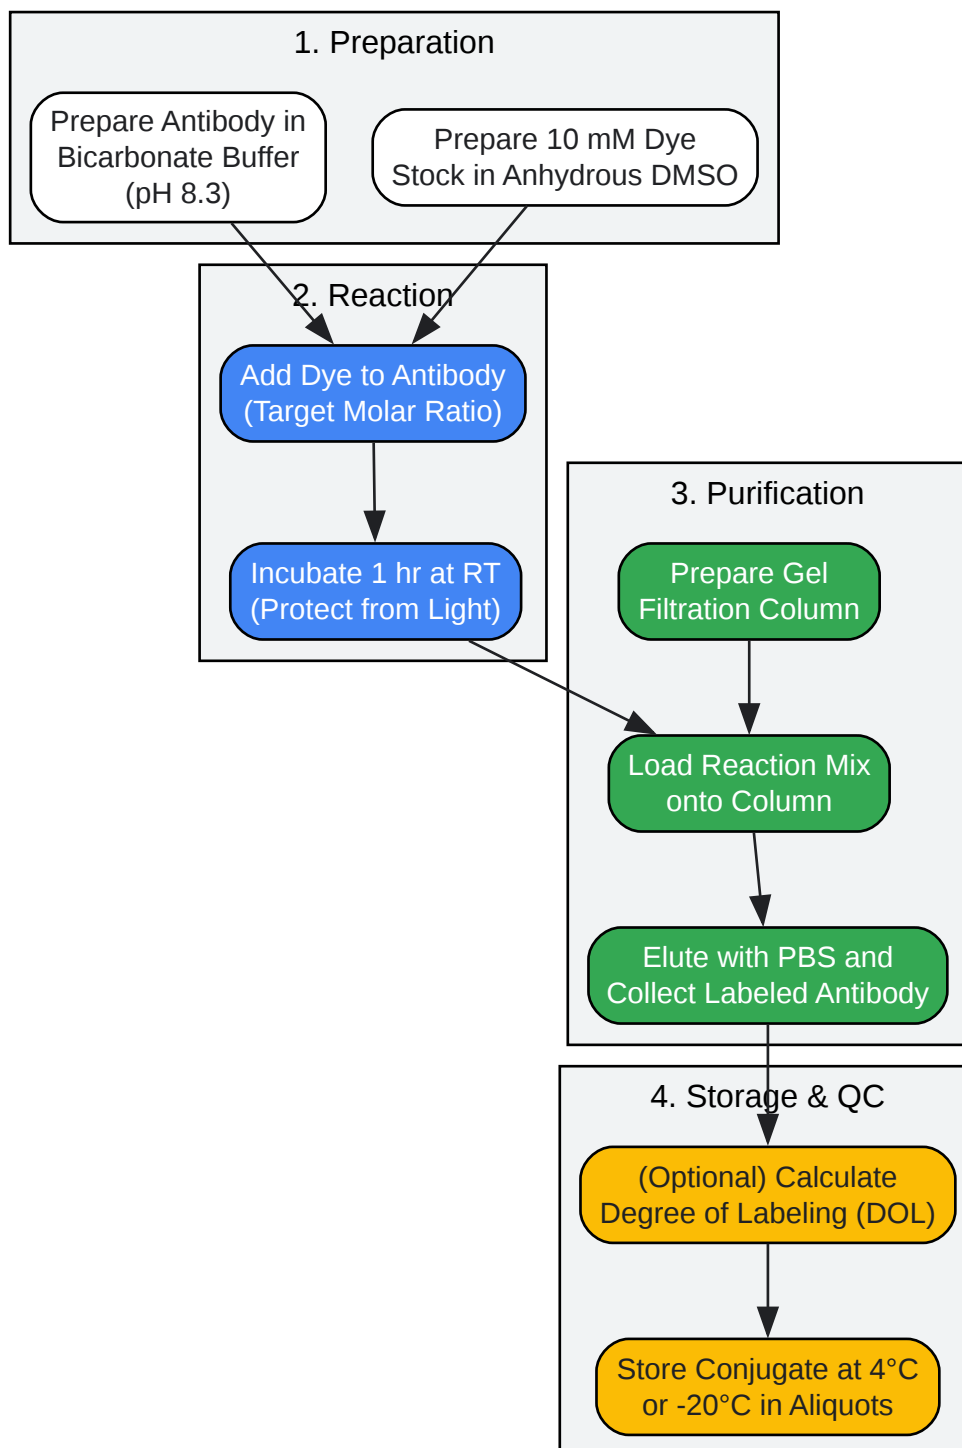 1. Preparation
Prepare Antibody in
Bicarbonate Buffer
(pH 8.3)
Prepare 10 mM Dye
Stock in Anhydrous DMSO
2. Reaction
Add Dye to Antibody
(Target Molar Ratio)
Incubate 1 hr at RT
(Protect from Light)
3. Purification
Prepare Gel
Filtration Column
Load Reaction Mix
onto Column
Elute with PBS and
Collect Labeled Antibody
4. Storage & QC
(Optional) Calculate
Degree of Labeling (DOL)
Store Conjugate at 4°C
or -20°C in Aliquots